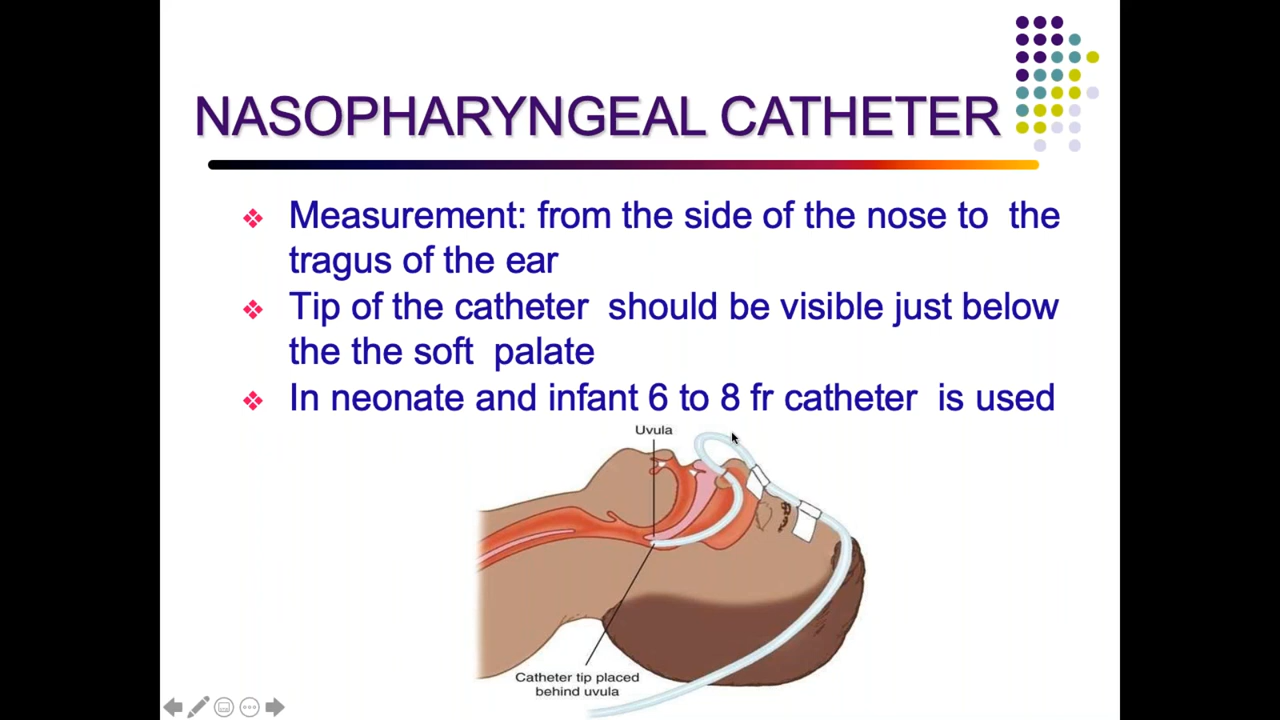 NASOPHARYNGEAL CATHETER
Measurement: from the side of the nose to the
tragus of the ear
Tip of the catheter should be visible just below
the the soft palate
In neonate and infant 6 to 8 fr catheter is used
Uvula
Catheter tip placed
behind uvula